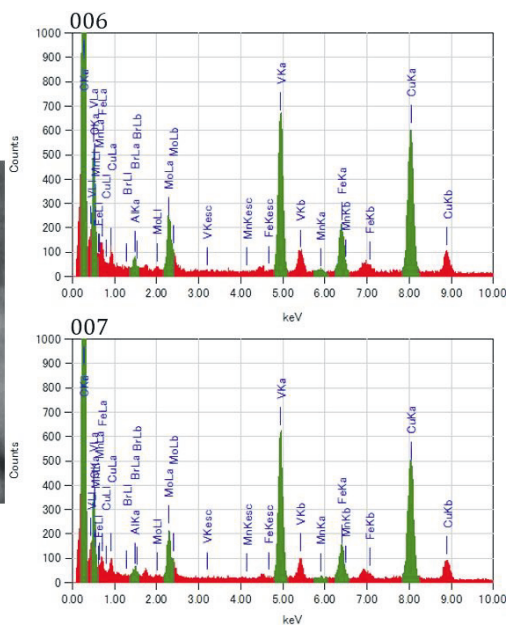 006
1000
900
800
700
600
500
400
300
200
100
0
Counts
CKa
VLl
OKa
VLa
MnLl
MnLa
FeLl
FeLa
CuLl
CuLa
BrLl
AlKa
BrLa
BrLb
MoLl
MoLa
MoLb
VKesc
MnKesc
FeKesc
VKa
VKb
MnKa
FeKa
MnKb
FeKb
CuKa
CuKb
0.00 1.00 2.00 3.00 4.00 5.00 6.00 7.00 8.00 9.00 10.00
keV
007
1000
900
800
700
600
500
400
300
200
100
0
Counts
CKa
VLl
OKa
VLa
MnLa
FeLl
FeLa
CuLl
CuLa
BrLl
AlKa
BrLa
BrLb
MoLl
MoLa
MoLb
VKesc
MnKesc
FeKesc
VKa
VKb
MnKa
FeKa
MnKb
FeKb
CuKa
CuKb
0.00 1.00 2.00 3.00 4.00 5.00 6.00 7.00 8.00 9.00 10.00
keV